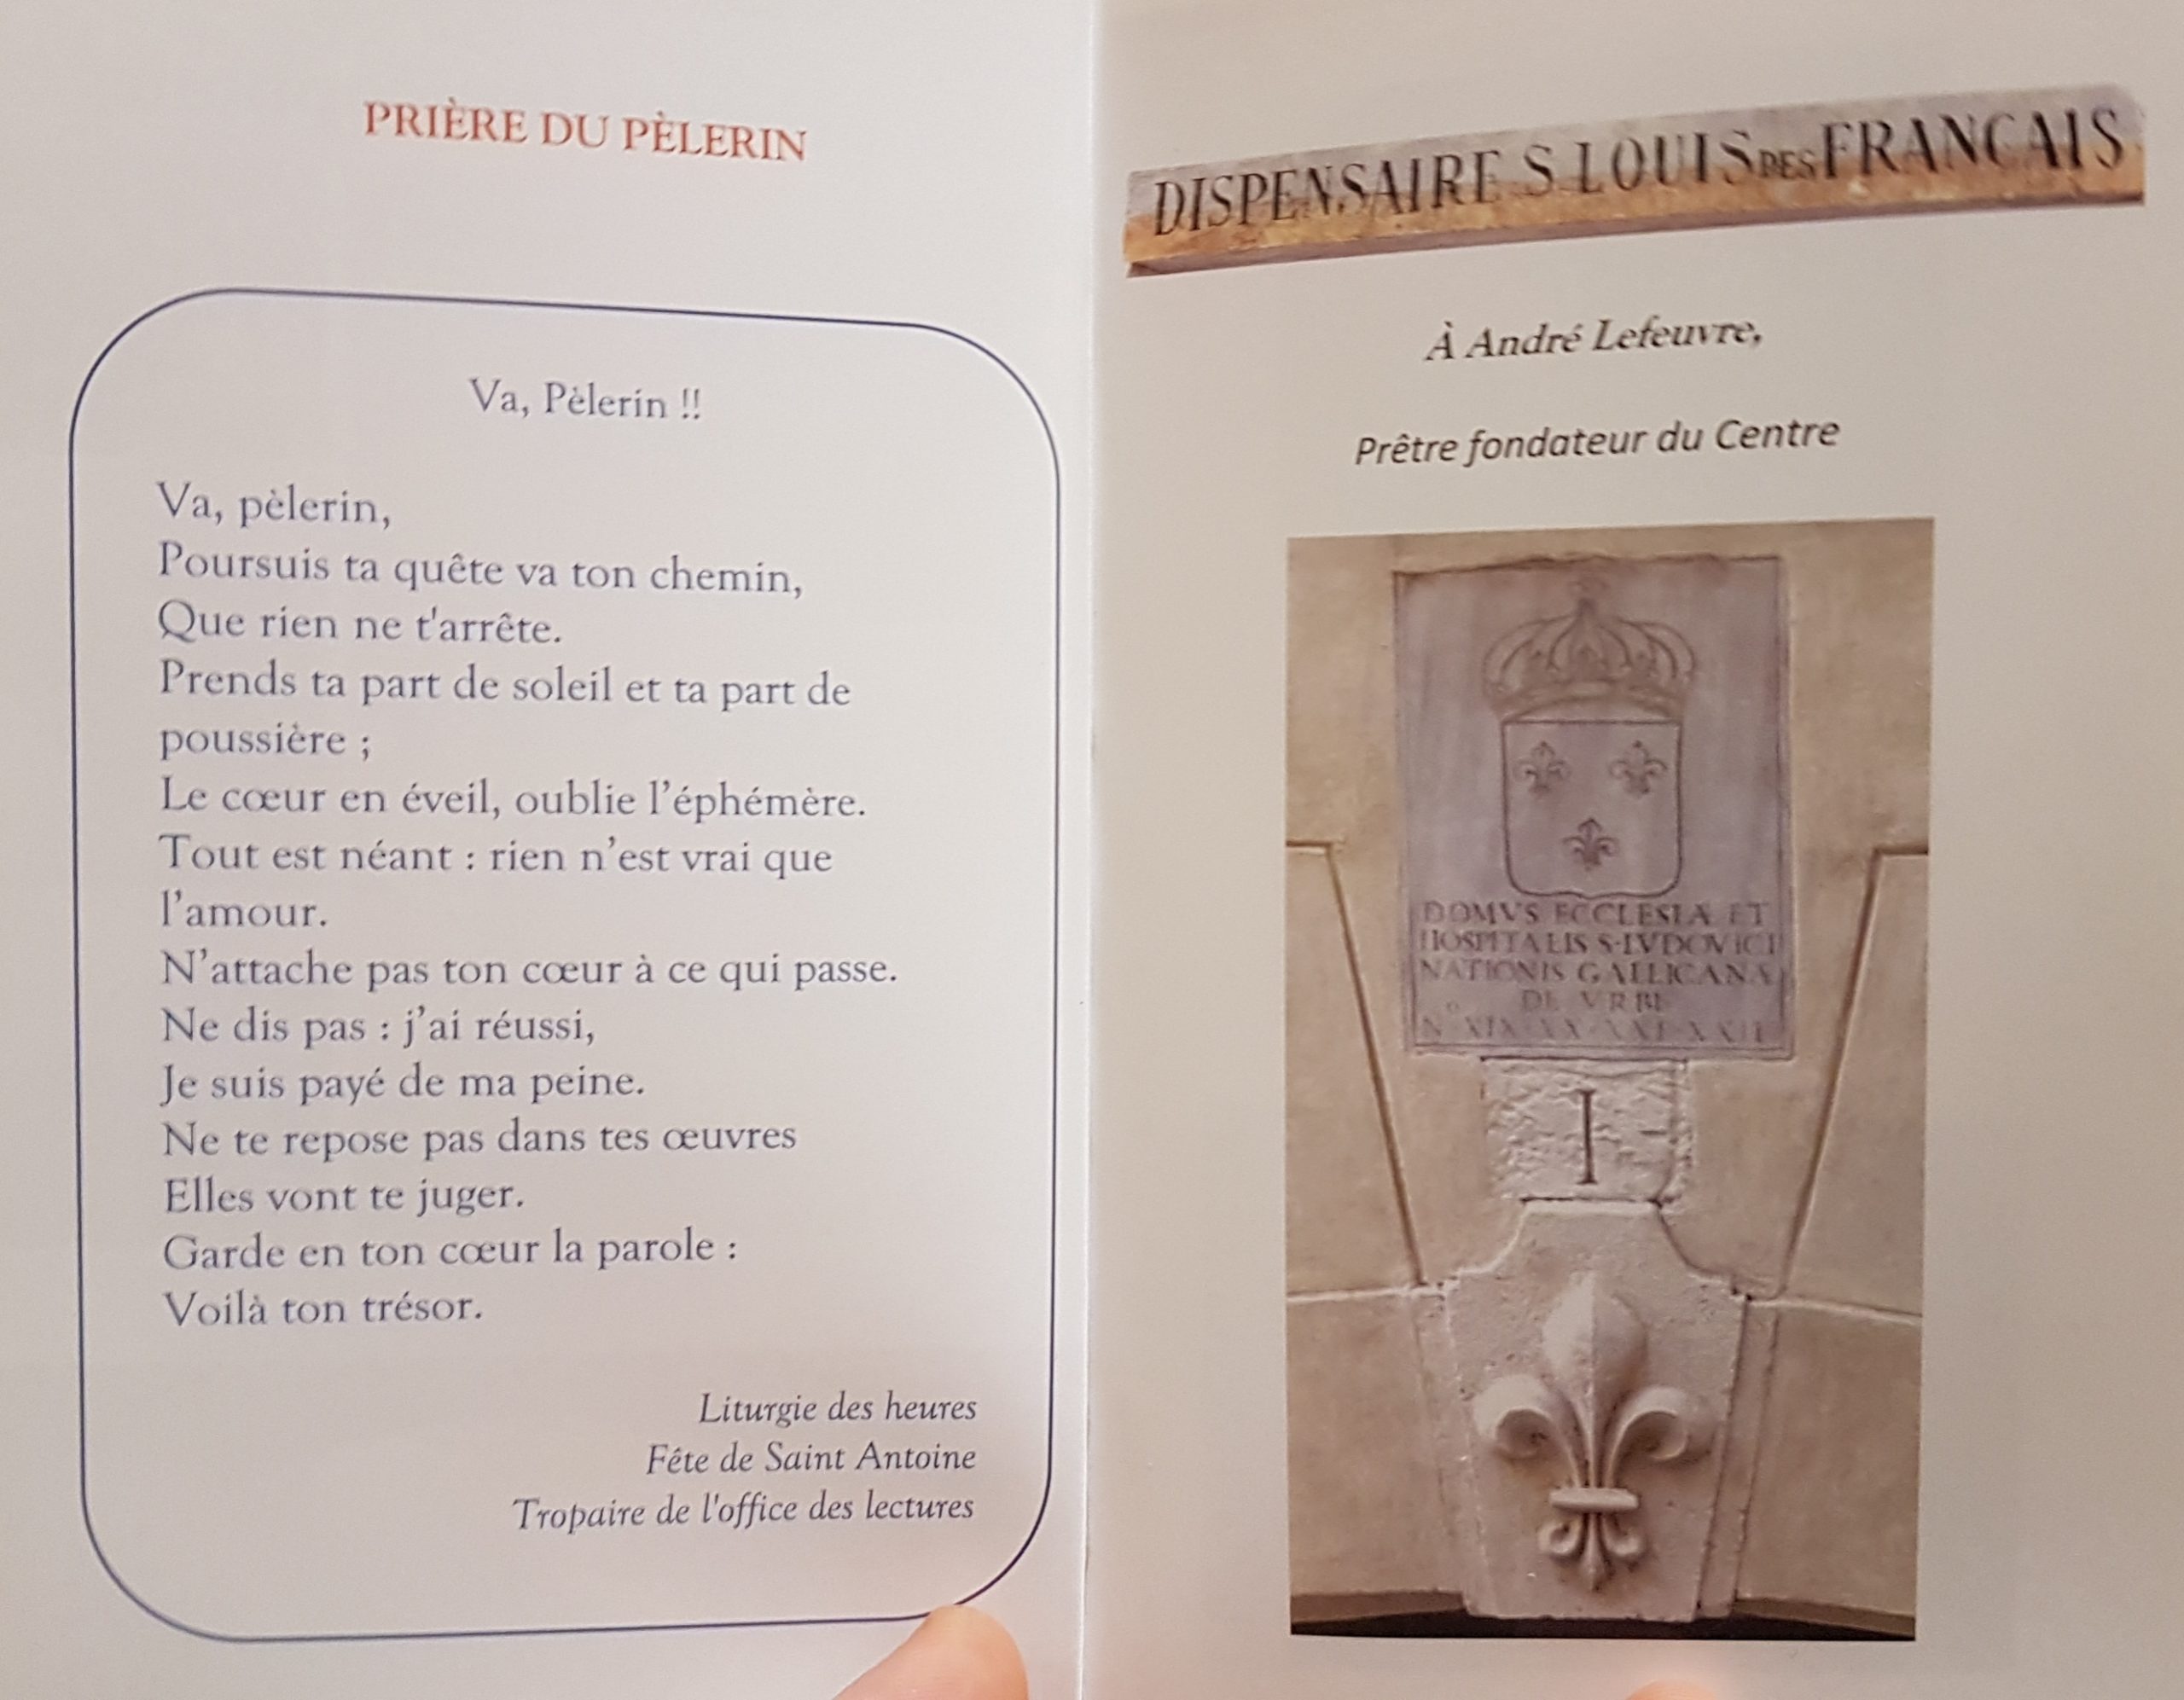 PRIÈRE DU PÈLERIN
Va, Pèlerin !!
Va, pèlerin,
Poursuis ta quête va ton chemin,
Que rien ne t'arrête.
Prends ta part de soleil et ta part de
poussière ;
Le cœur en éveil, oublie l’éphémère.
Tout est néant : rien n’est vrai que
l’amour.
N’attache pas ton cœur à ce qui passe.
Ne dis pas : j’ai réussi,
Je suis payé de ma peine.
Ne te repose pas dans tes œuvres
Elles vont te juger.
Garde en ton cœur la parole :
Voilà ton trésor.
Liturgie des heures
Fête de Saint Antoine
Tropaire de l'office des lectures
DISPENSAIRE S LOUIS DES FRANCAIS
À André Lefeuvre,
Prêtre fondateur du Centre
DOMVS ECCLESIÆ ET
HOSPITALIS S·LVDOVICI
NATIONIS GALLICANÆ
DE VRBE
N° XIX·XX·XXI·XXII
I